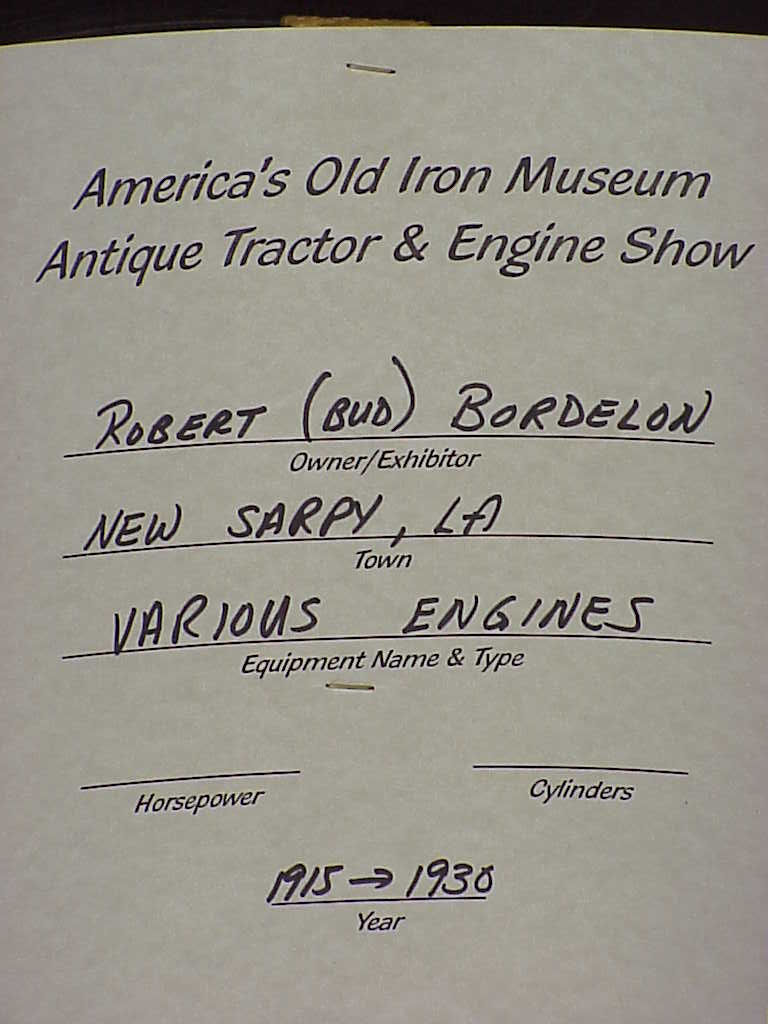 America's Old Iron Museum
Antique Tractor & Engine Show
ROBERT (BUD) BORDELON
Owner/Exhibitor
NEW SARPY, LA
Town
VARIOUS ENGINES
Equipment Name & Type
Horsepower Cylinders
1915 → 1930
Year